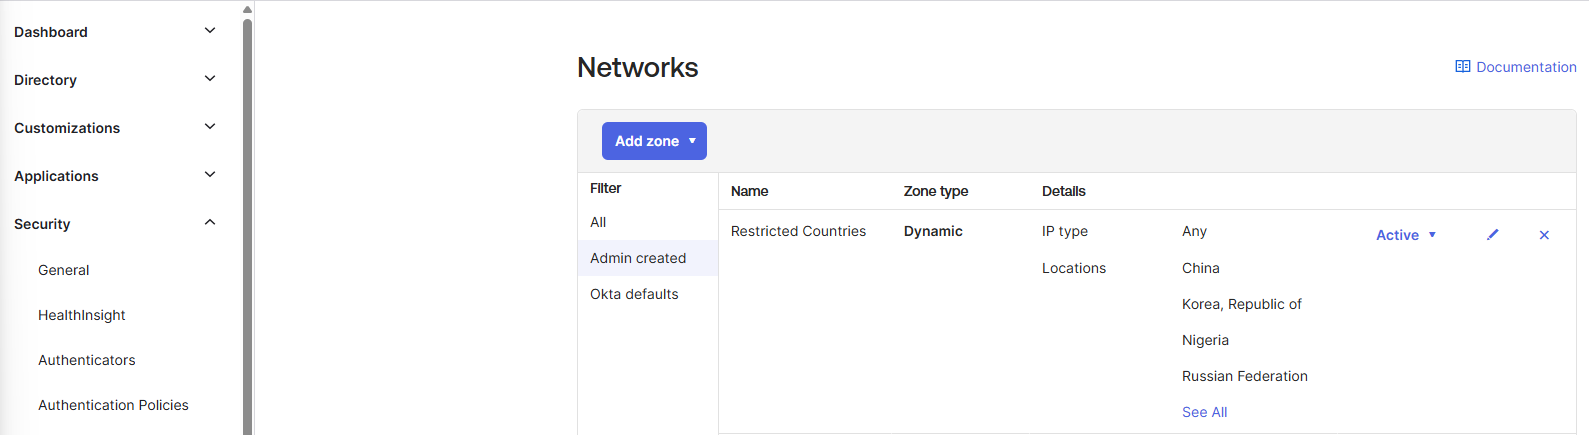 Dashboard
Directory
Customizations
Applications
Security
General
HealthInsight
Authenticators
Authentication Policies
Networks
Documentation
Add zone
Filter
All
Admin created
Okta defaults
Name Zone type Details
Restricted Countries Dynamic IP type Any Active
Locations China
Korea, Republic of
Nigeria
Russian Federation
See All